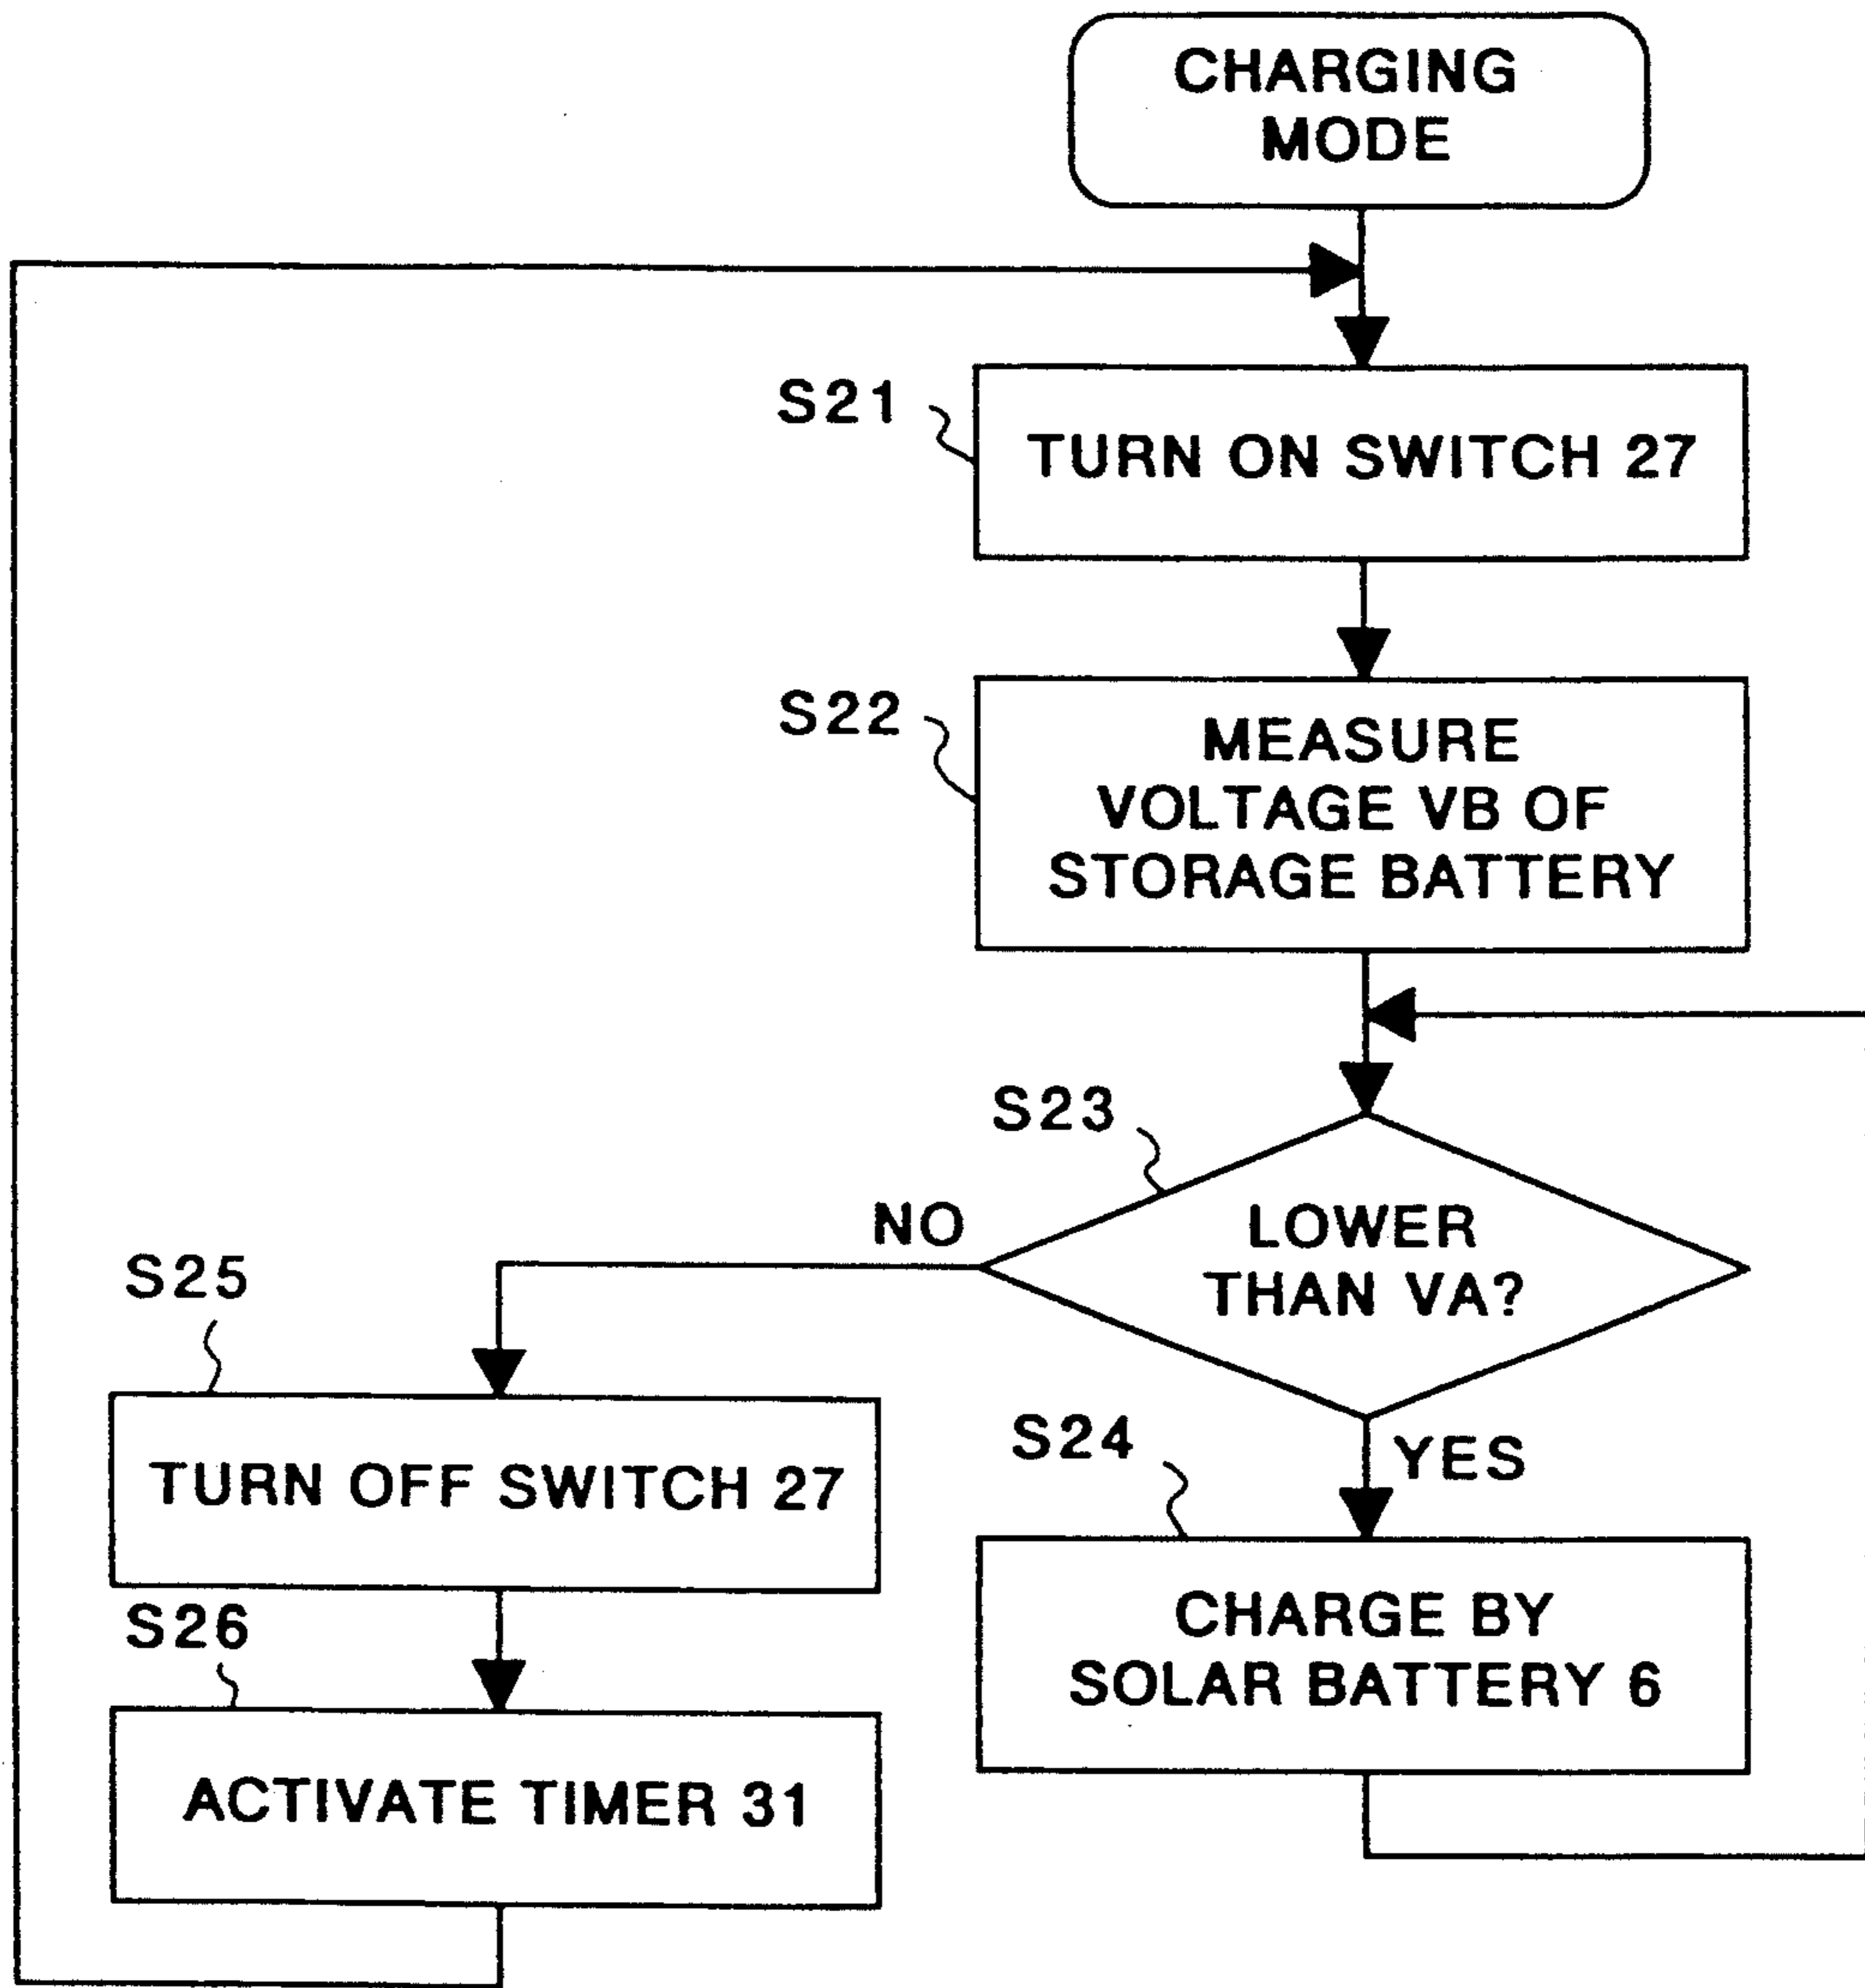 CHARGING
MODE
S21
TURN ON SWITCH 27
S22
MEASURE
VOLTAGE VB OF
STORAGE BATTERY
S23
LOWER
THAN VA?
NO
YES
S25
TURN OFF SWITCH 27
S24
CHARGE BY
SOLAR BATTERY 6
S26
ACTIVATE TIMER 31